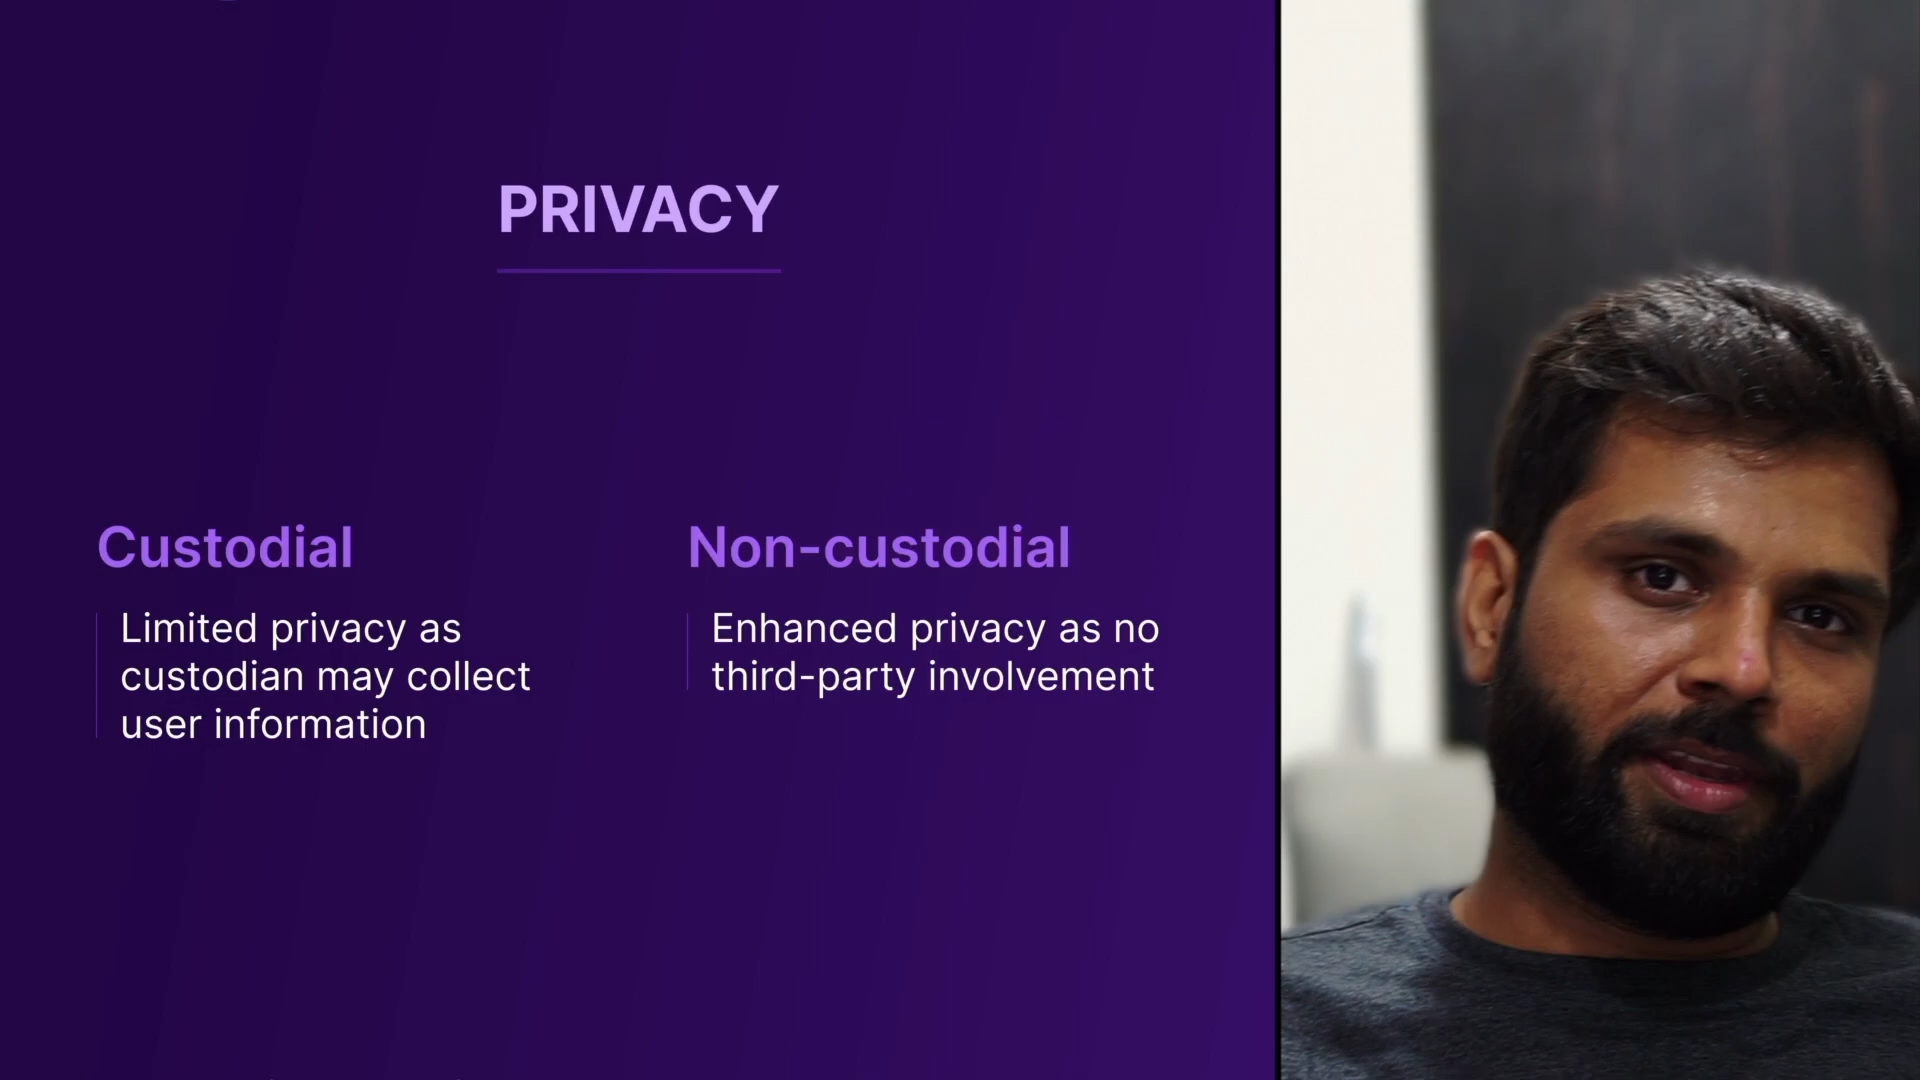 PRIVACY
Custodial
Limited privacy as
custodian may collect
user information
Non-custodial
Enhanced privacy as no
third-party involvement